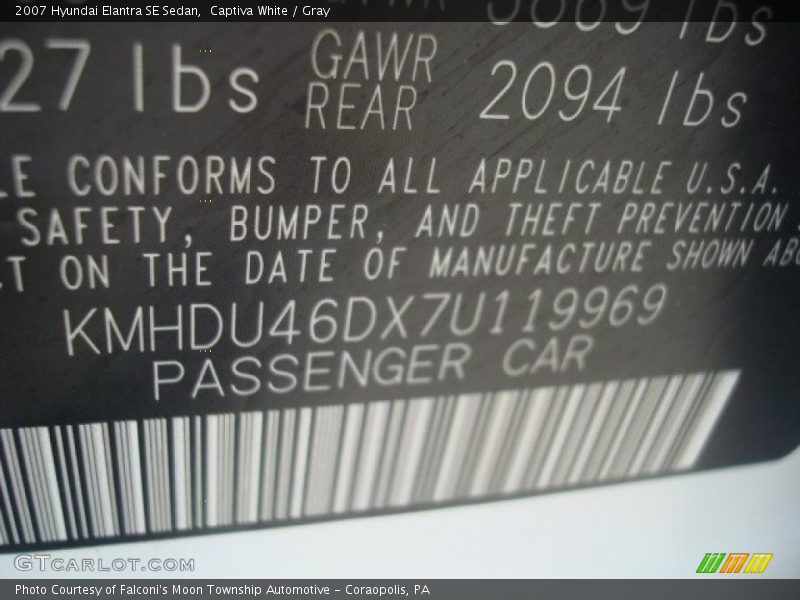 2007 Hyundai Elantra SE Sedan, Captiva White / Gray
lbs
27 lbs GAWR REAR 2094 lbs
CONFORMS TO ALL APPLICABLE U.S.A.
SAFETY, BUMPER, AND THEFT PREVENTION
ON THE DATE OF MANUFACTURE SHOWN
KMHDU46DX7U119969
PASSENGER CAR
GTCARLOT.COM
Photo Courtesy of Falconi's Moon Township Automotive - Coraopolis, PA